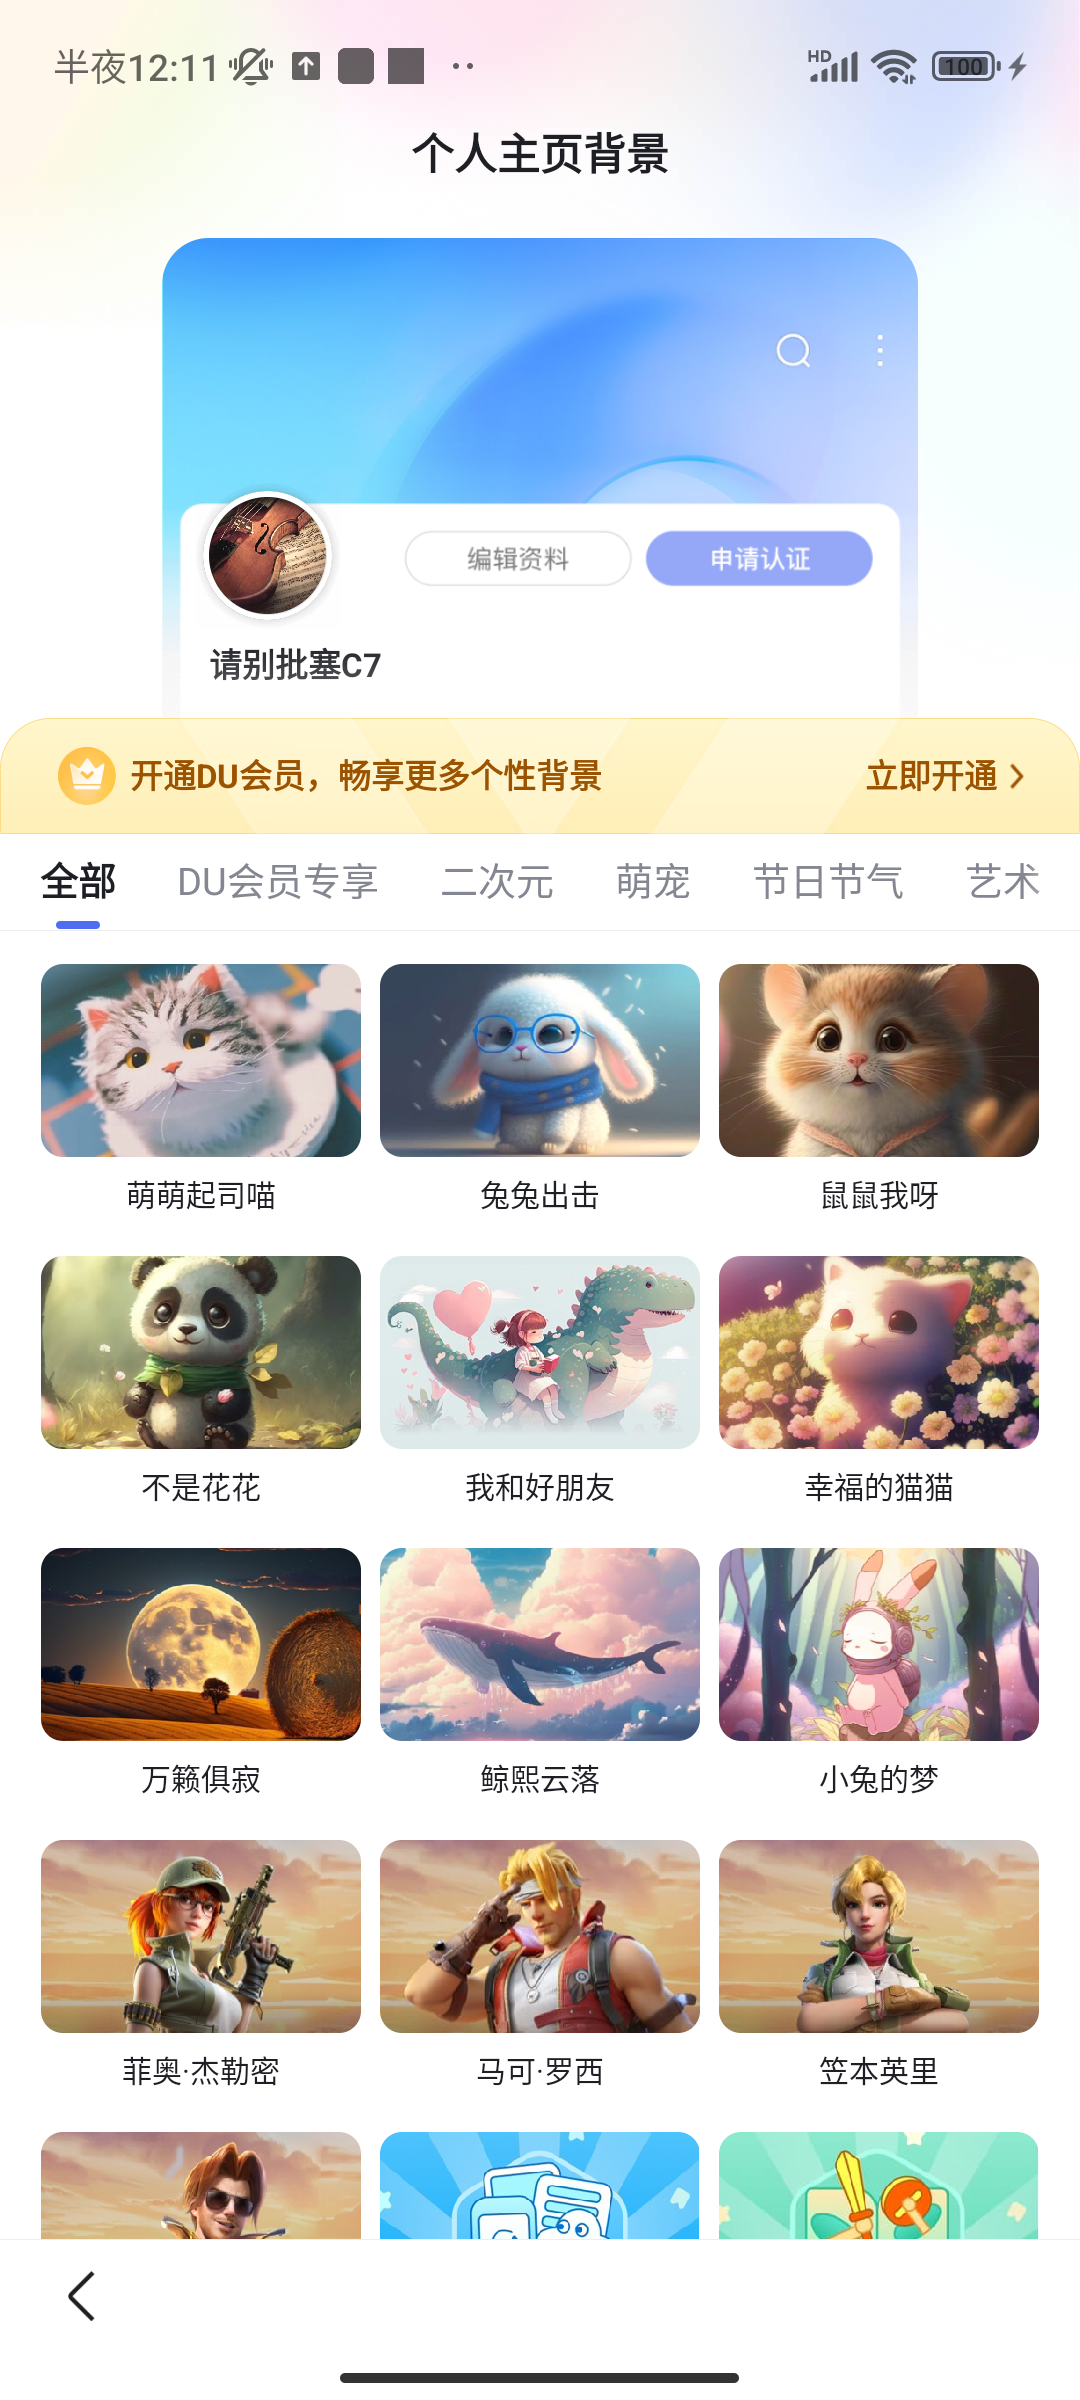 半夜12:11
HD
100
个人主页背景
编辑资料
申请认证
请别批塞C7
开通DU会员，畅享更多个性背景
立即开通
全部
DU会员专享
二次元
萌宠
节日节气
艺术
萌萌起司喵
兔兔出击
鼠鼠我呀
不是花花
我和好朋友
幸福的猫猫
万籁俱寂
鲸熙云落
小兔的梦
菲奥·杰勒密
马可·罗西
笠本英里